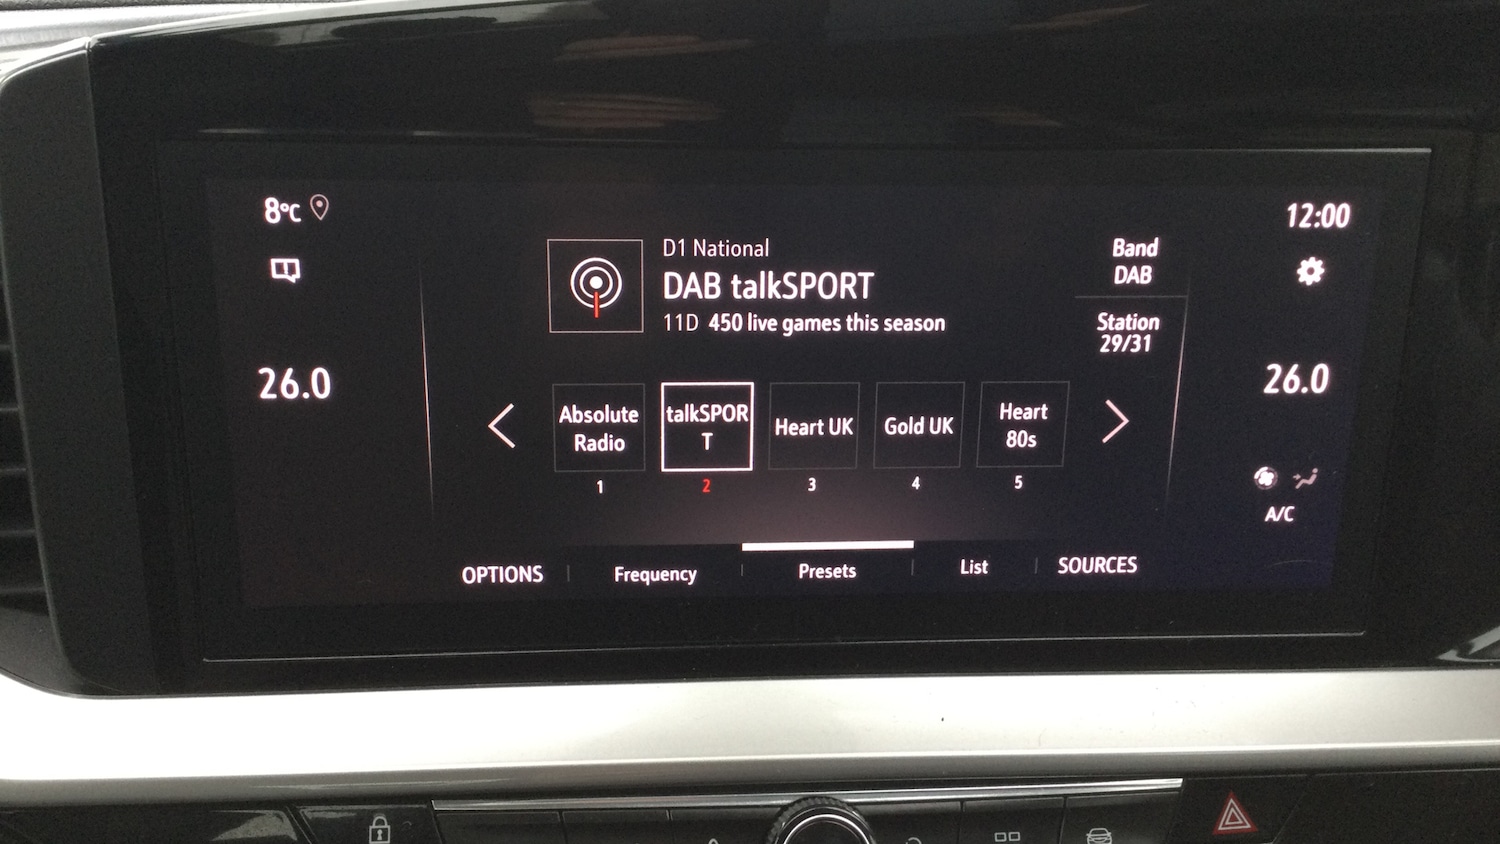 8°C
12:00
D1 National
DAB talkSPORT
11D 450 live games this season
Band
DAB
Station
29/31
26.0
26.0
Absolute
Radio
talkSPOR
T
Heart UK
Gold UK
Heart
80s
1
2
3
4
5
A/C
OPTIONS
Frequency
Presets
List
SOURCES